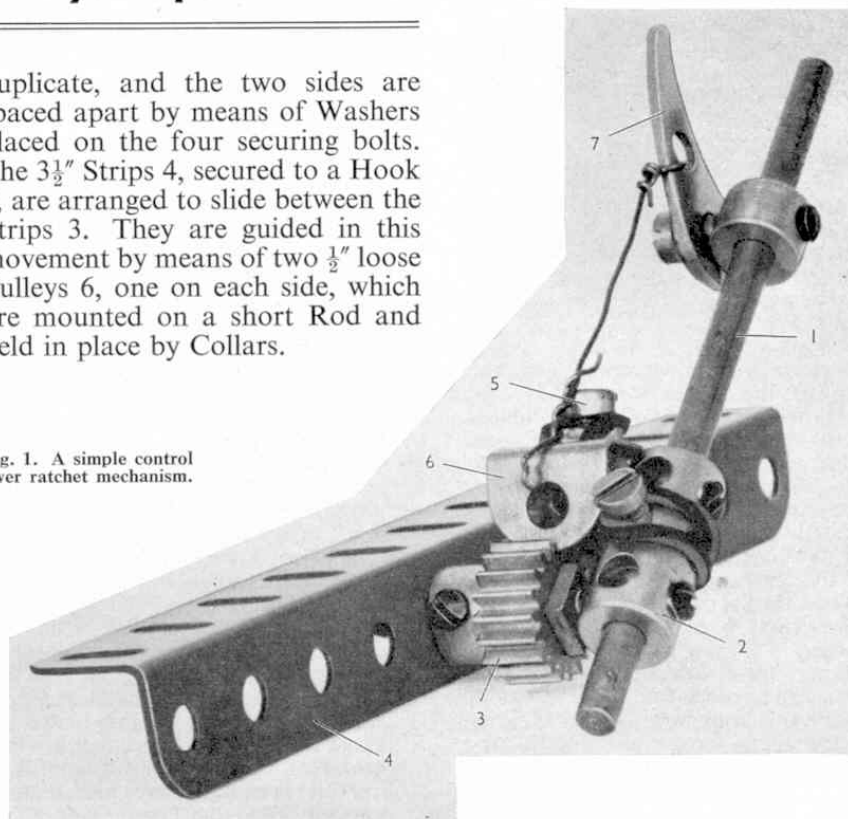 uplicate, and the two sides are
paced apart by means of Washers
laced on the four securing bolts.
he 3½″ Strips 4, secured to a Hook
, are arranged to slide between the
trips 3. They are guided in this
ovement by means of two ½″ loose
ulleys 6, one on each side, which
re mounted on a short Rod and
eld in place by Collars.
g. 1. A simple control
ver ratchet mechanism.
7
1
5
6
2
3
4